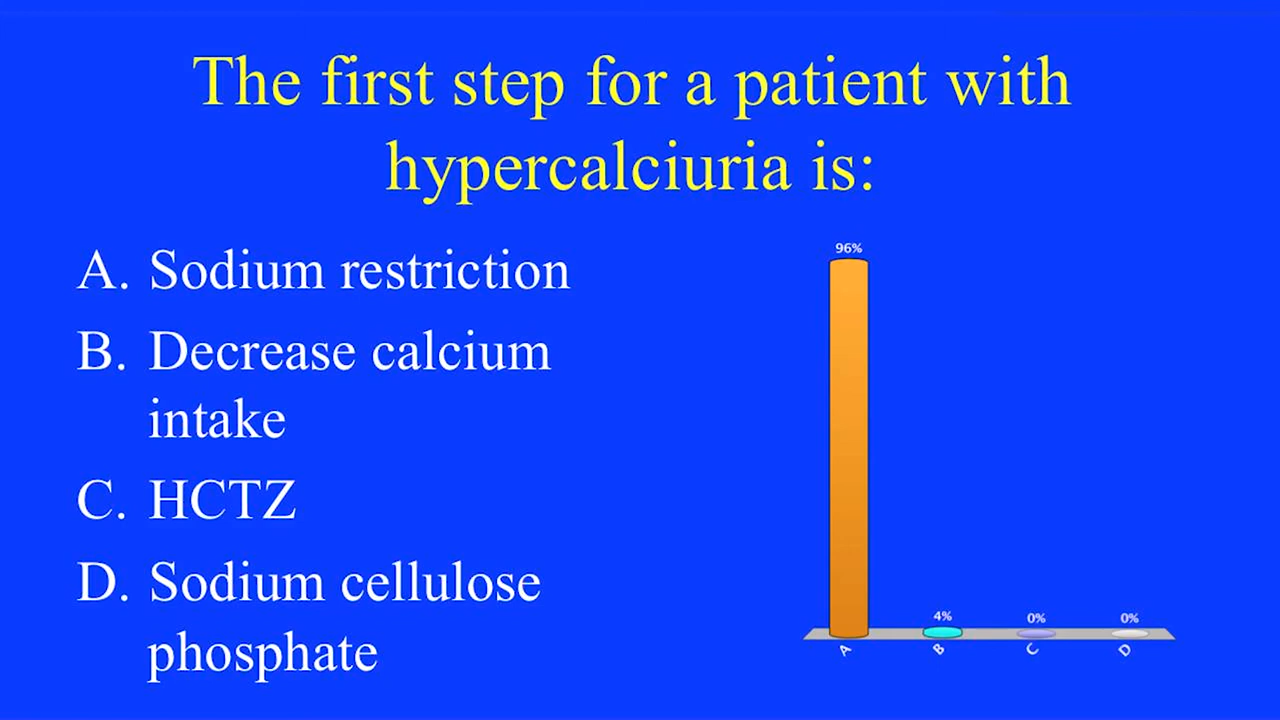 The first step for a patient with
hypercalciuria is:
A. Sodium restriction
B. Decrease calcium
intake
C. HCTZ
D. Sodium cellulose
phosphate
96%
4%
0%
0%
A
B
C
D